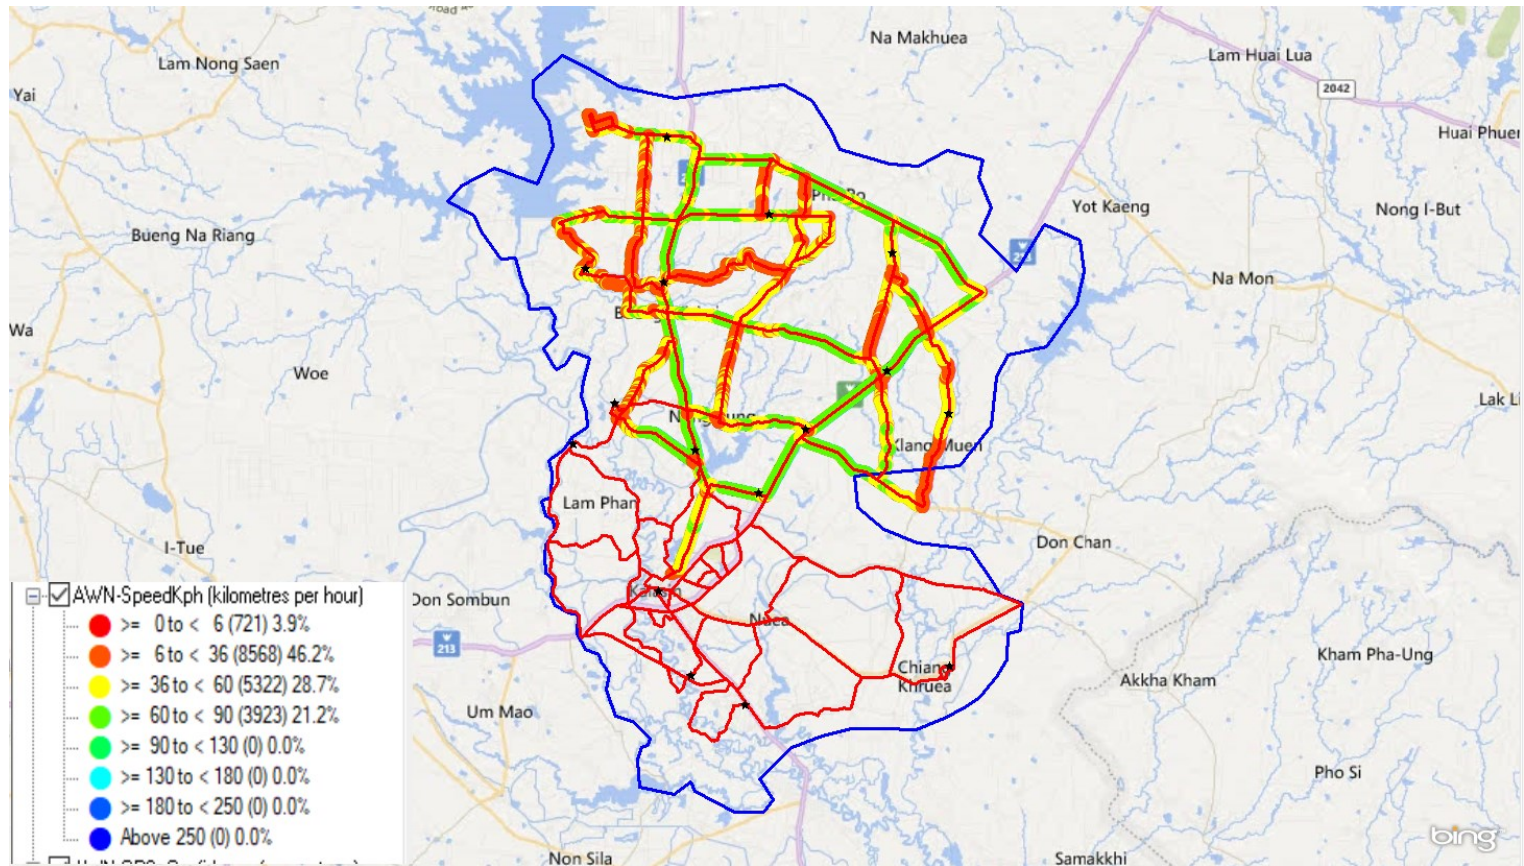 Na Makhuea
Lam Huai Lua
Lam Nong Saen
2042
Yai
Huai Phuer
Yot Kaeng
Nong I-But
Bueng Na Riang
Na Mon
Wa
Woe
Lak Li
Klang Muen
Lam Phan
I-Tue
Don Chan
Don Sombun
Nuea
213
Kham Pha-Ung
Chiang
Khruea
Akkha Kham
Um Mao
Pho Si
Non Sila
Samakkhi
bing
AWN-SpeedKph (kilometres per hour)
>= 0 to < 6 (721) 3.9%
>= 6 to < 36 (8568) 46.2%
>= 36 to < 60 (5322) 28.7%
>= 60 to < 90 (3923) 21.2%
>= 90 to < 130 (0) 0.0%
>= 130 to < 180 (0) 0.0%
>= 180 to < 250 (0) 0.0%
Above 250 (0) 0.0%